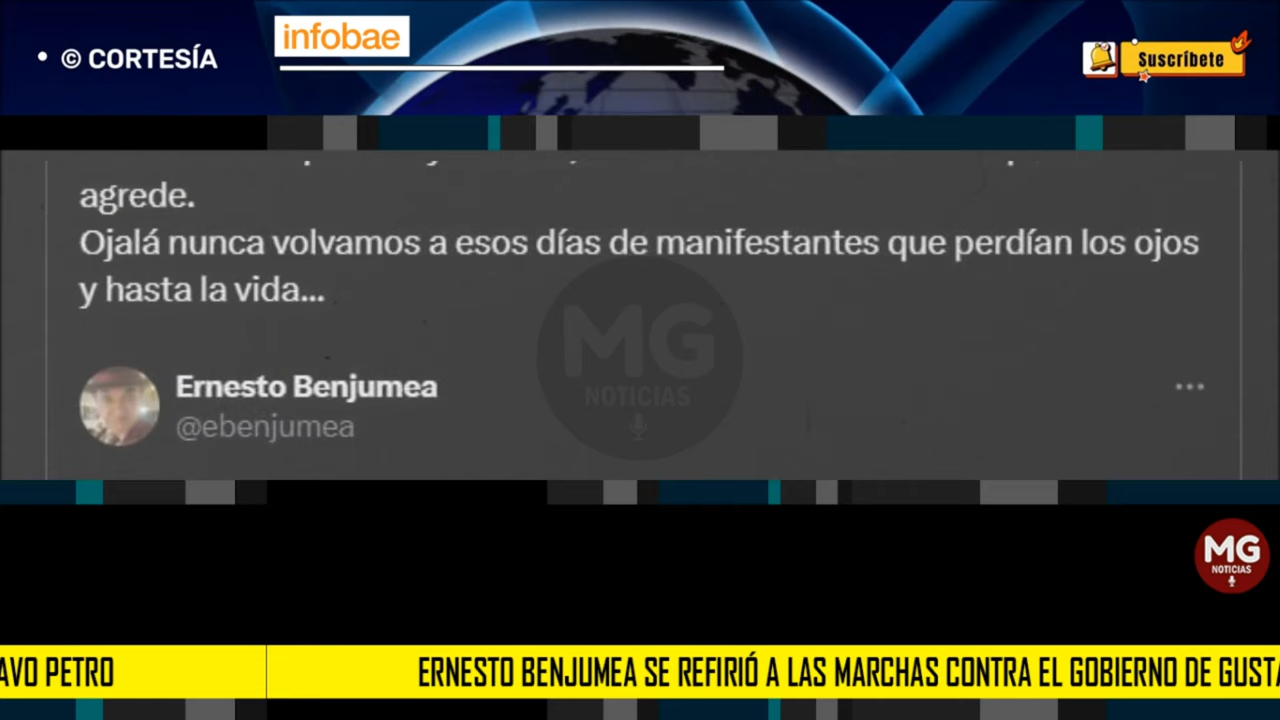 • © CORTESÍA
infobae
Suscríbete
agrede.
Ojalá nunca volvamos a esos días de manifestantes que perdían los ojos
y hasta la vida...
MG
NOTICIAS
Ernesto Benjumea
@ebenjumea
MG
NOTICIAS
AVO PETRO
ERNESTO BENJUMEA SE REFIRIÓ A LAS MARCHAS CONTRA EL GOBIERNO DE GUSTA